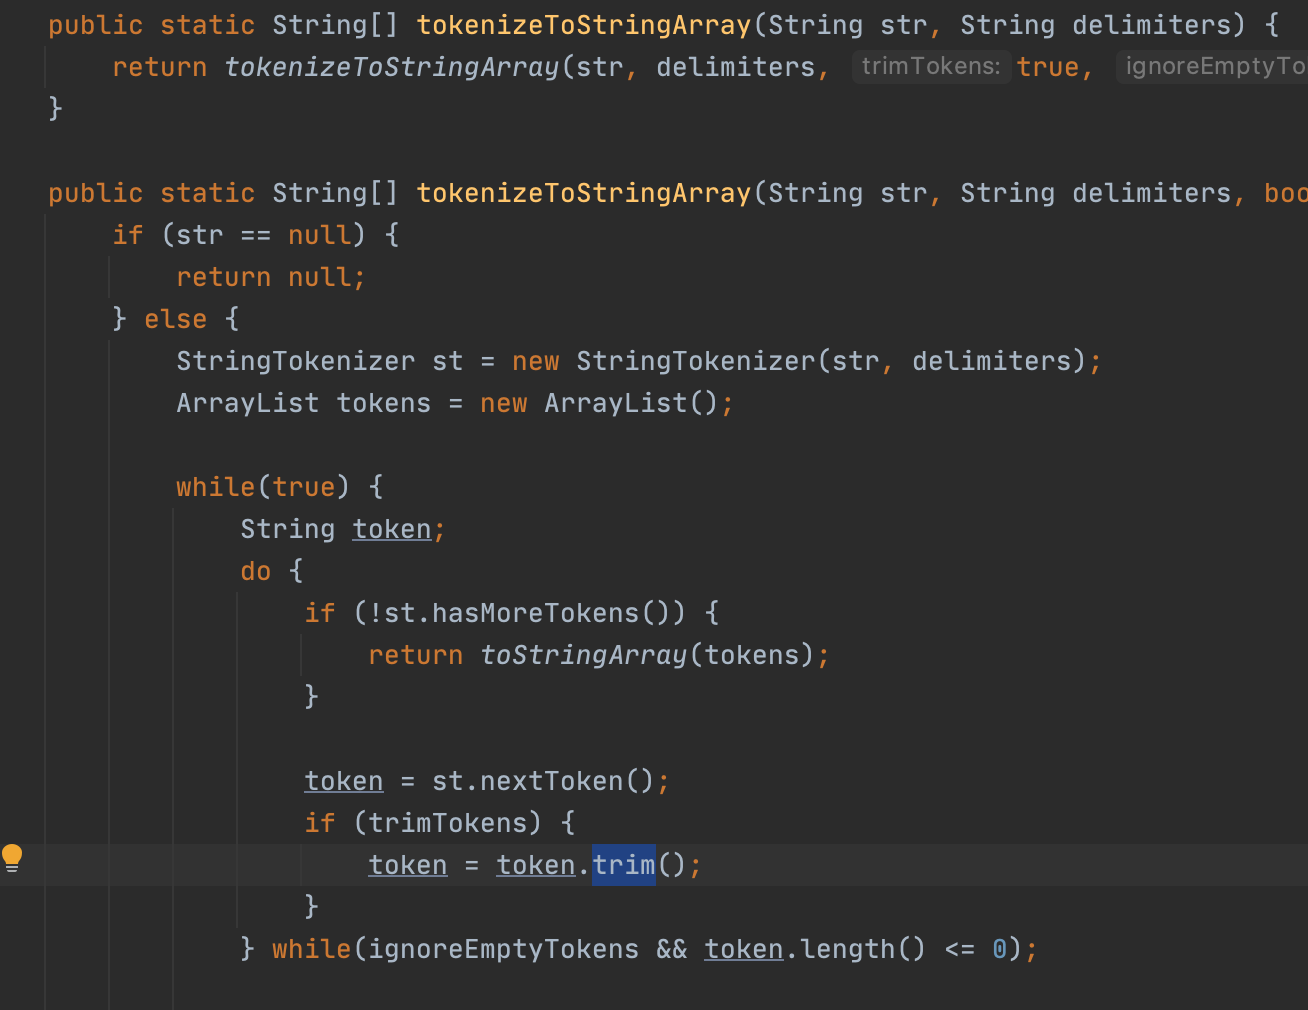 public static String[] tokenizeToStringArray(String str, String delimiters) {
return tokenizeToStringArray(str, delimiters, trimTokens: true, ignoreEmptyTo
}
public static String[] tokenizeToStringArray(String str, String delimiters, boo
if (str == null) {
return null;
} else {
StringTokenizer st = new StringTokenizer(str, delimiters);
ArrayList tokens = new ArrayList();
while(true) {
String token;
do {
if (!st.hasMoreTokens()) {
return toStringArray(tokens);
}
token = st.nextToken();
if (trimTokens) {
token = token.trim();
}
} while(ignoreEmptyTokens && token.length() <= 0);